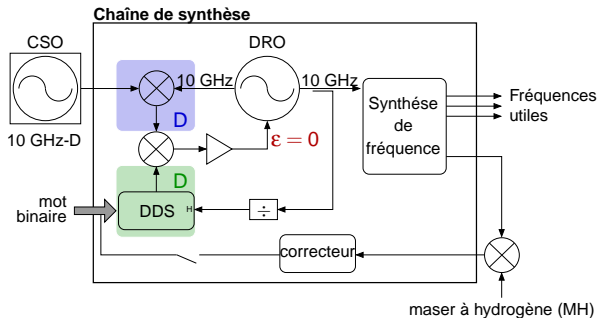 Chaîne de synthèse
CSO
DRO
10 GHz
10 GHz
10 GHz-D
D
ε = 0
Synthése
de
fréquence
Fréquences
utiles
D
mot
binaire
DDS
H
÷
correcteur
maser à hydrogène (MH)